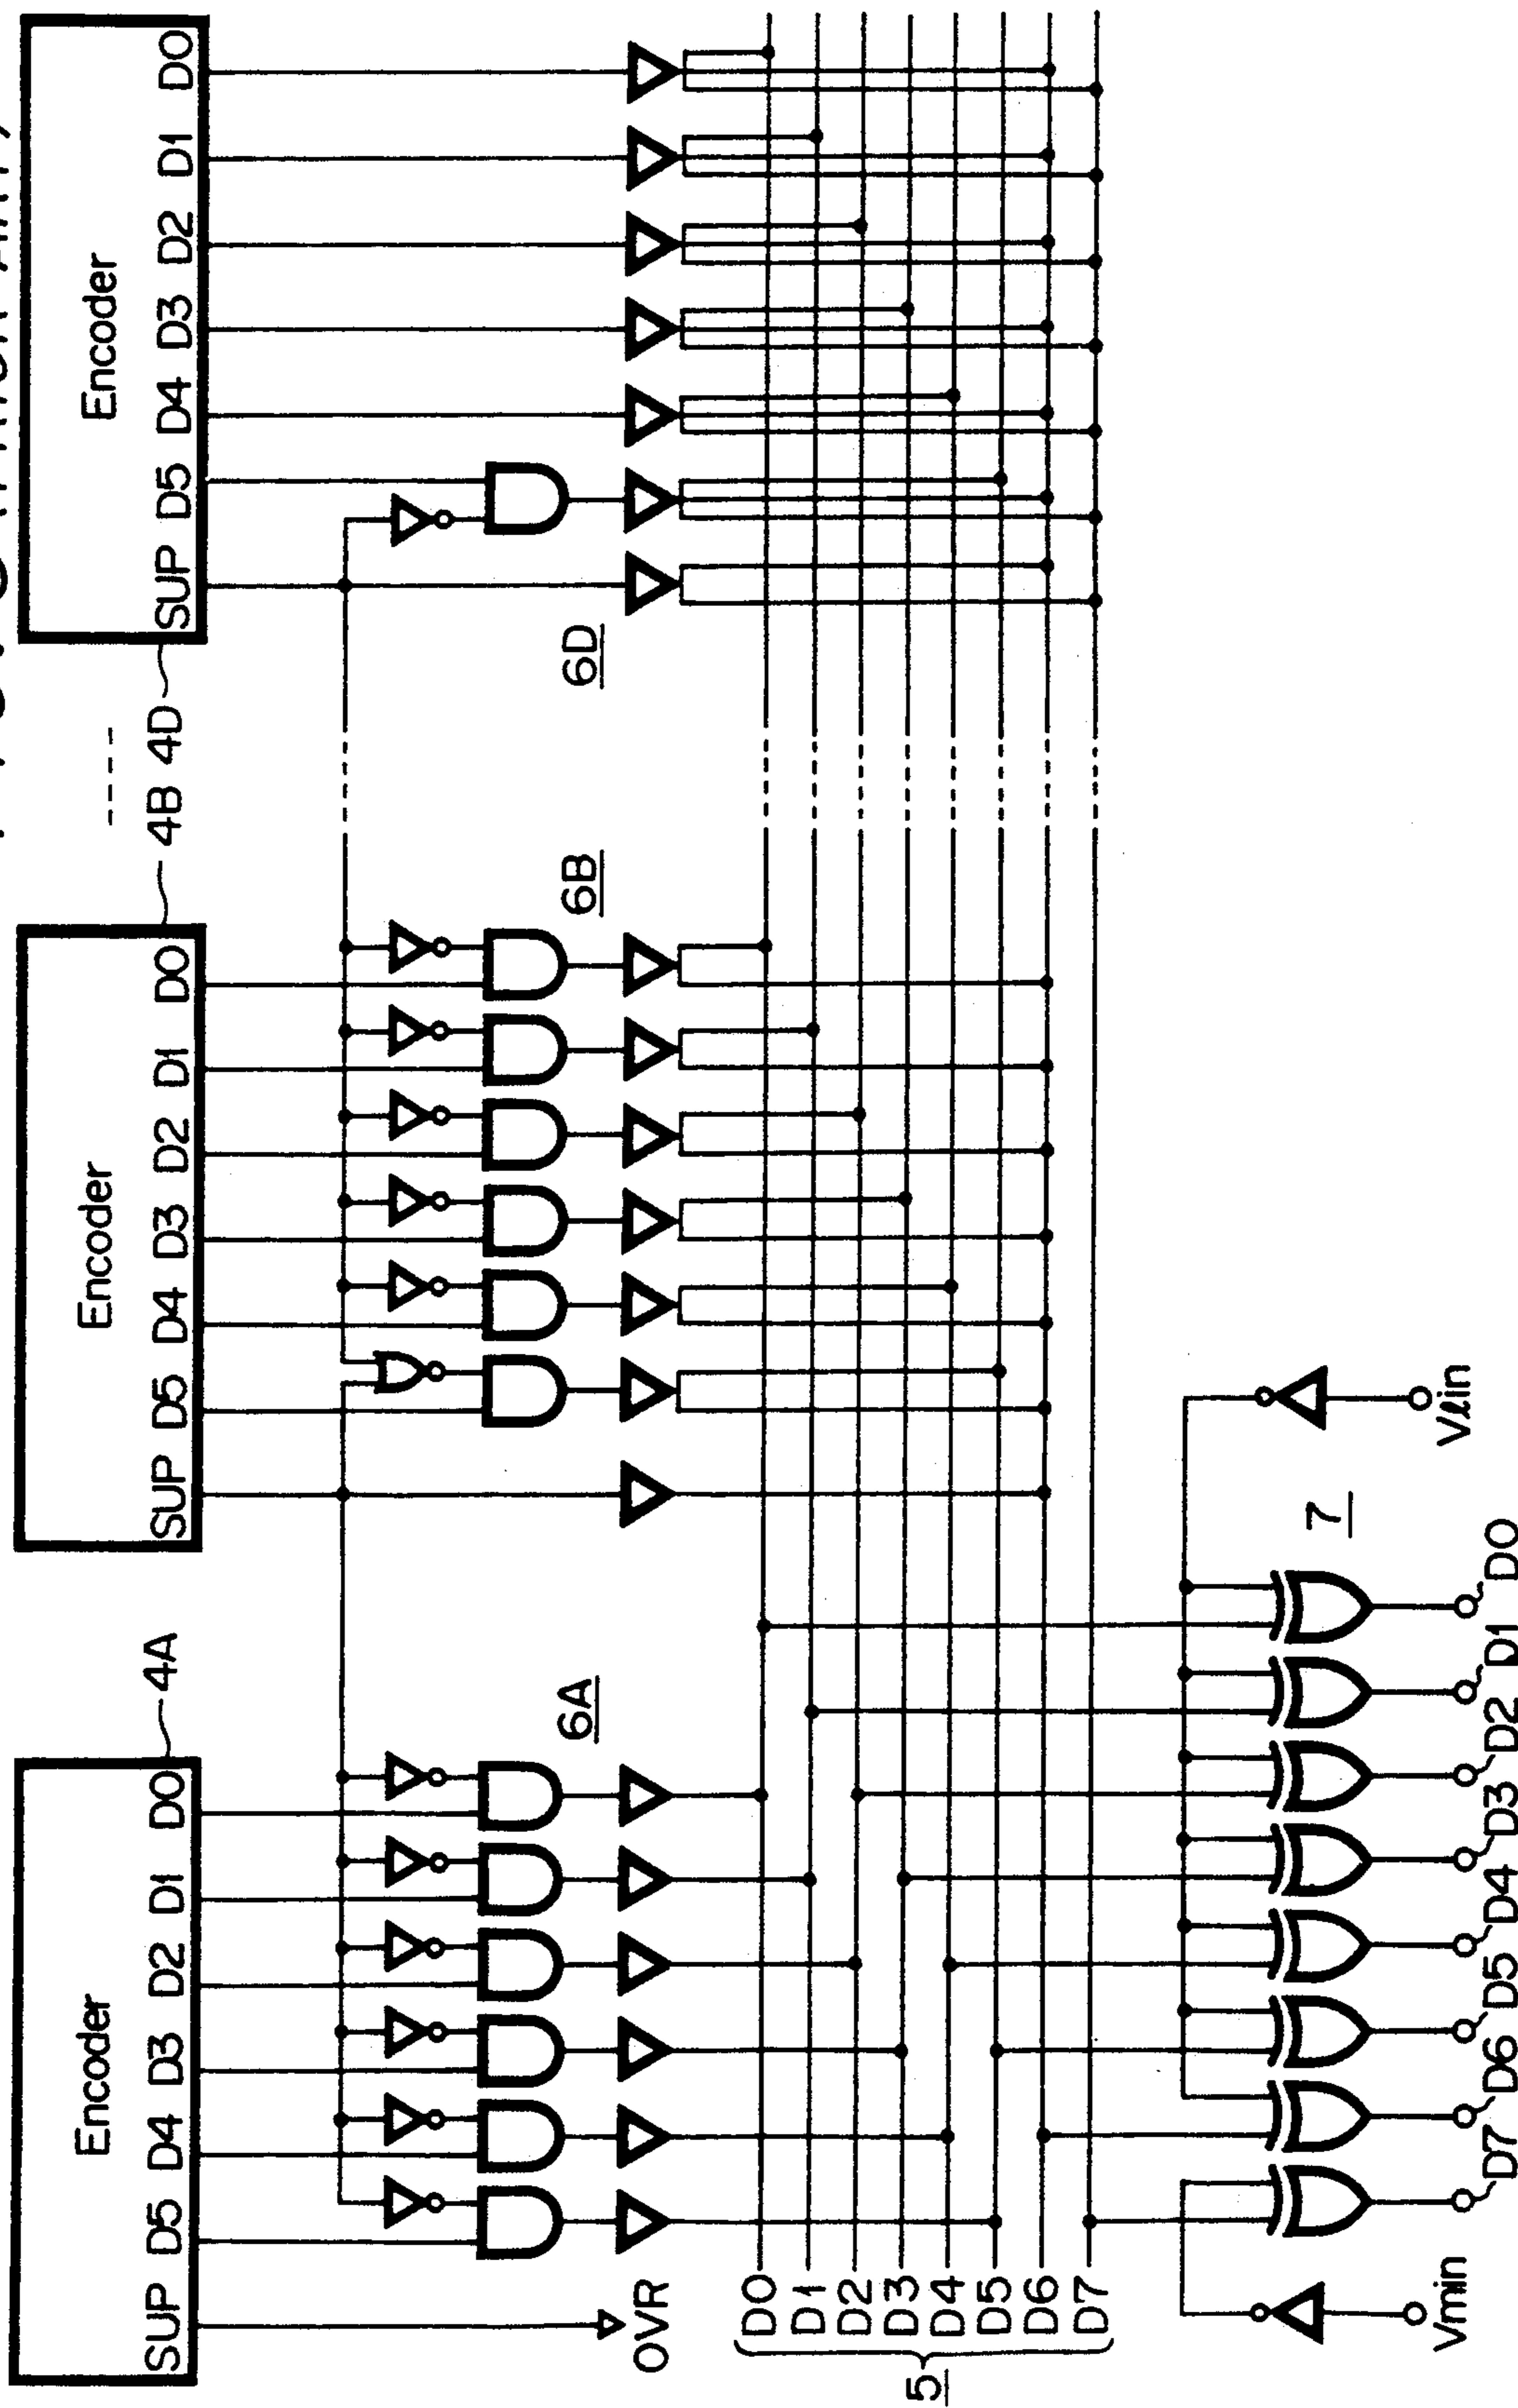 Encoder
SUP D5 D4 D3 D2 D1 D0
4A
Encoder
SUP D5 D4 D3 D2 D1 D0
4B
Encoder
SUP D5 D4 D3 D2 D1 D0
4D
6A
6B
6D
OVR
5
D0
D1
D2
D3
D4
D5
D6
D7
7
Vmin
Vlin
D7 D6 D5 D4 D3 D2 D1 D0